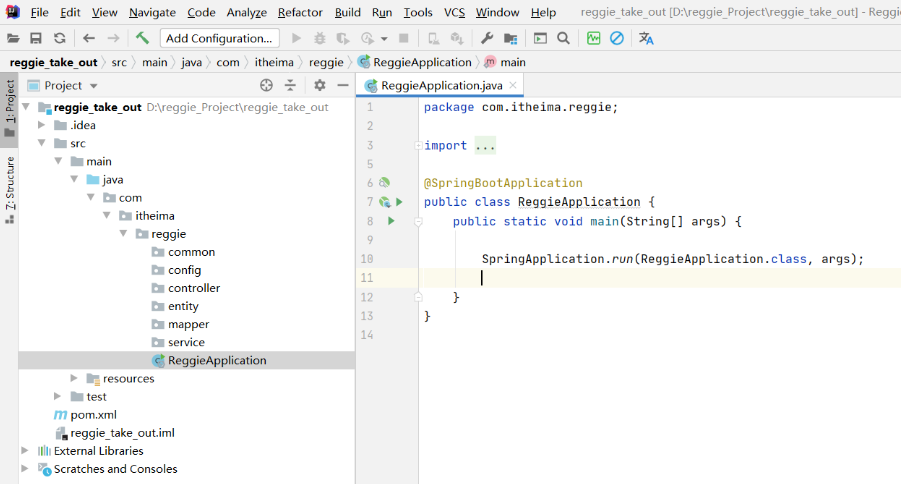 File Edit View Navigate Code Analyze Refactor Build Run Tools VCS Window Help reggie_take_out [D:\reggie_Project\reggie_take_out] - Reggi
Add Configuration...
reggie_take_out src main java com itheima reggie ReggieApplication main
1: Project
Z: Structure
Project
reggie_take_out D:\reggie_Project\reggie_take_out
.idea
src
main
java
com
itheima
reggie
common
config
controller
entity
mapper
service
ReggieApplication
resources
test
pom.xml
reggie_take_out.iml
External Libraries
Scratches and Consoles
ReggieApplication.java
1 package com.itheima.reggie;
2
3 import ...
5
6 @SpringBootApplication
7 public class ReggieApplication {
8 public static void main(String[] args) {
9
10 SpringApplication.run(ReggieApplication.class, args);
11
12 }
13 }
14